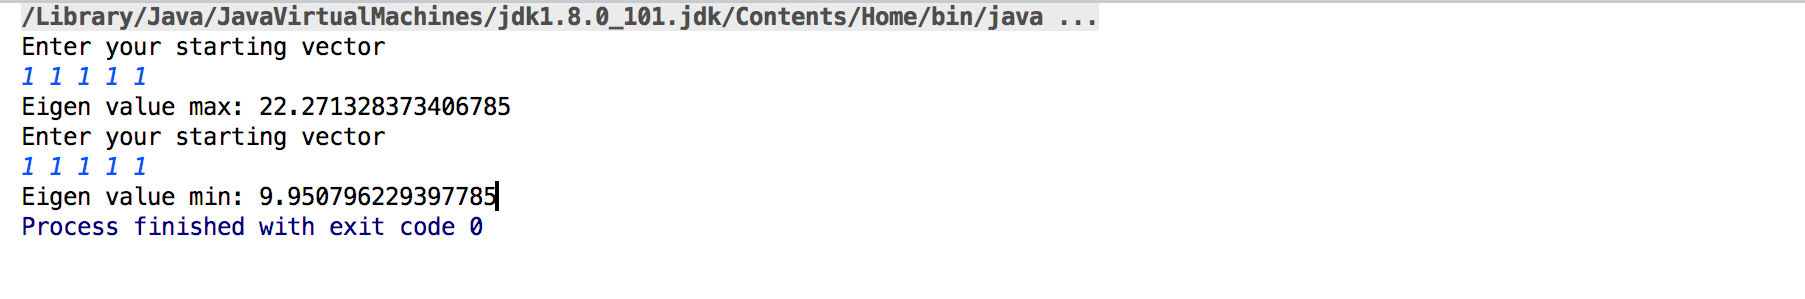 /Library/Java/JavaVirtualMachines/jdk1.8.0_101.jdk/Contents/Home/bin/java ...
Enter your starting vector
1 1 1 1 1
Eigen value max: 22.271328373406785
Enter your starting vector
1 1 1 1 1
Eigen value min: 9.950796229397785
Process finished with exit code 0